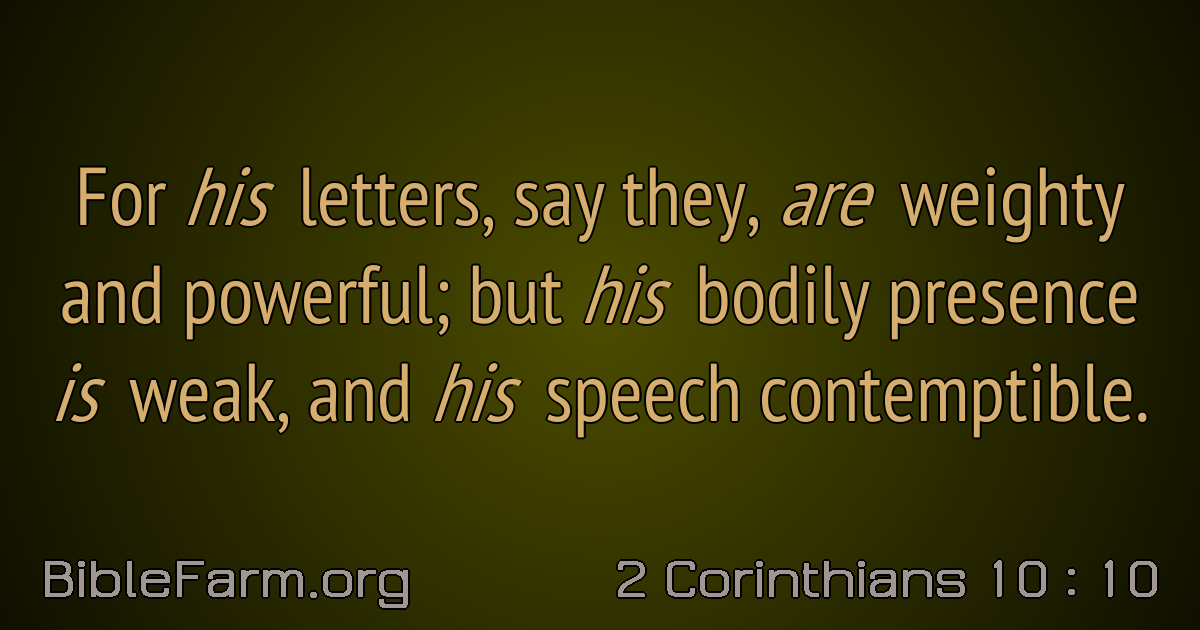 For his letters, say they, are weighty
and powerful; but his bodily presence
is weak, and his speech contemptible.
BibleFarm.org
2 Corinthians 10 : 10